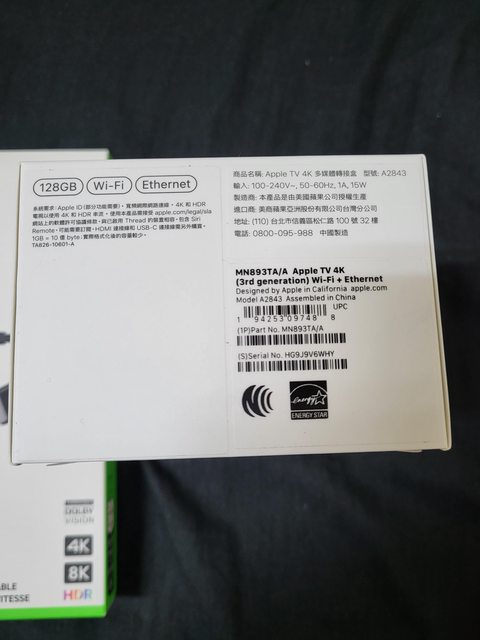 128GB
Wi-Fi
Ethernet
系統需求：Apple ID (部分功能需要)、寬頻網際網路連線。4K 和 HDR
電視以使用 4K 和 HDR 串流。使用本產品需接受 apple.com/legal/sla
網站上的軟體許可協議條款。與已啟用 Thread 的裝置相容。包含 Siri
Remote。可能需要訂閱。HDMI 連接線和 USB-C 連接線需另外購買。
1GB = 10 億 byte；實際格式化後的容量較少。
TA626-10601-A
商品名稱: Apple TV 4K 多媒體轉接盒 型號: A2843
輸入: 100-240V~, 50-60Hz, 1A, 15W
製造商: 本產品是由美國蘋果公司授權生產
進口商: 美商蘋果亞洲股份有限公司台灣分公司
地址: (110) 台北市信義區松仁路 100 號 32 樓
電話: 0800-095-988 中國製造
MN893TA/A Apple TV 4K
(3rd generation) Wi-Fi + Ethernet
Designed by Apple in California apple.com
Model A2843 Assembled in China
UPC
1 94253 09748 8
(1P)Part No. MN893TA/A
(S)Serial No. HG9J9V6WHY
energy
ENERGY STAR
DOLBY
VISION
4K
8K
HDR
ABLE
VITESSE